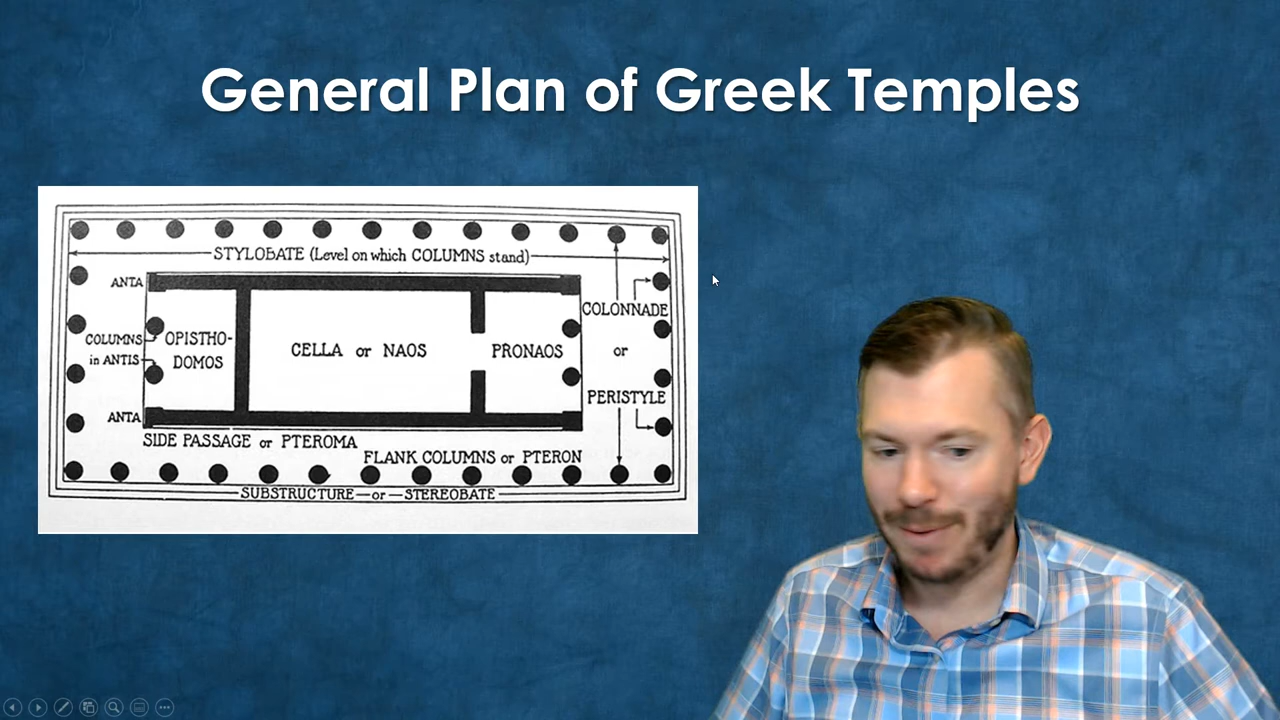 General Plan of Greek Temples
STYLOBATE (Level on which COLUMNS stand)
ANTA
COLONNADE
COLUMNS
in ANTIS
OPISTHO-
DOMOS
CELLA or NAOS
PRONAOS
or
PERISTYLE
ANTA
SIDE PASSAGE or PTEROMA
FLANK COLUMNS or PTERON
SUBSTRUCTURE—or—STEREOBATE